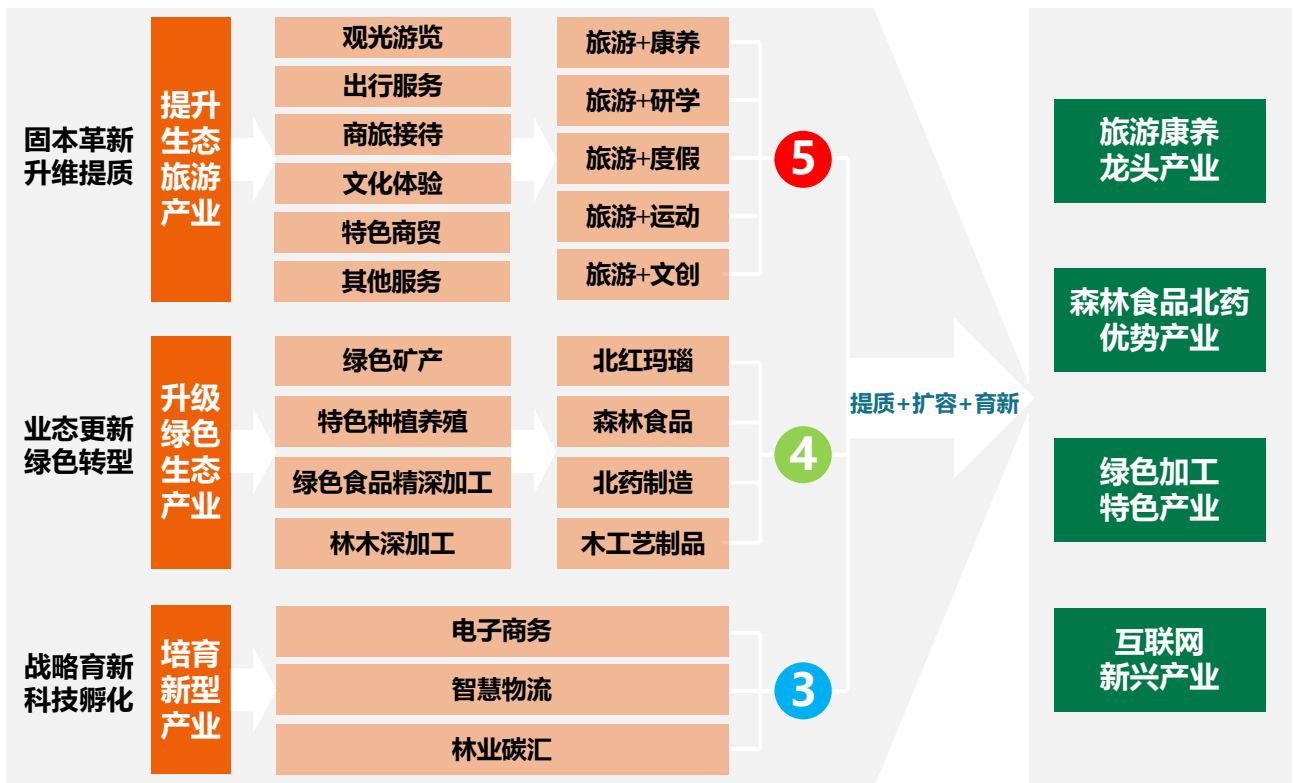 固本革新
升维提质
提升
生态
旅游
产业
观光游览
出行服务
商旅接待
文化体验
特色商贸
其他服务
旅游+康养
旅游+研学
旅游+度假
旅游+运动
旅游+文创
5
业态更新
绿色转型
升级
绿色
生态
产业
绿色矿产
特色种植养殖
绿色食品精深加工
林木深加工
北红玛瑙
森林食品
北药制造
木工艺制品
4
战略育新
科技孵化
培育
新型
产业
电子商务
智慧物流
林业碳汇
3
提质+扩容+育新
旅游康养
龙头产业
森林食品北药
优势产业
绿色加工
特色产业
互联网
新兴产业